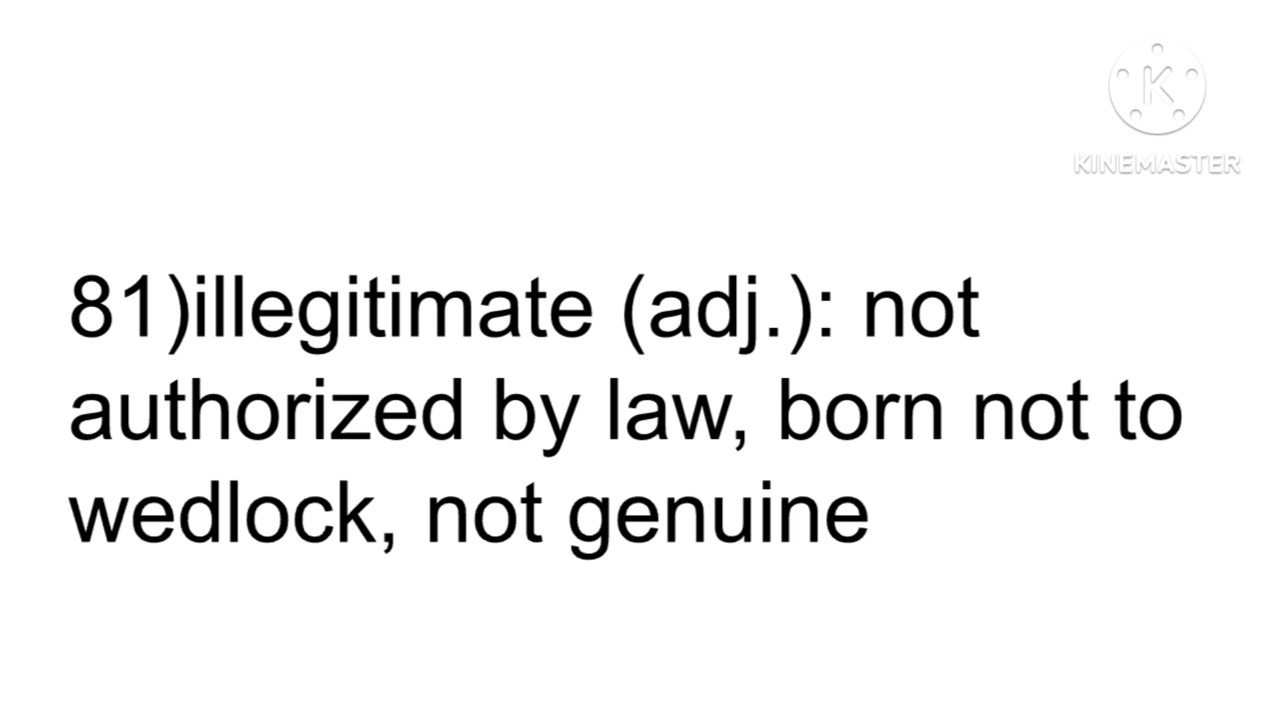 KINEMASTER
81)illegitimate (adj.): not
authorized by law, born not to
wedlock, not genuine